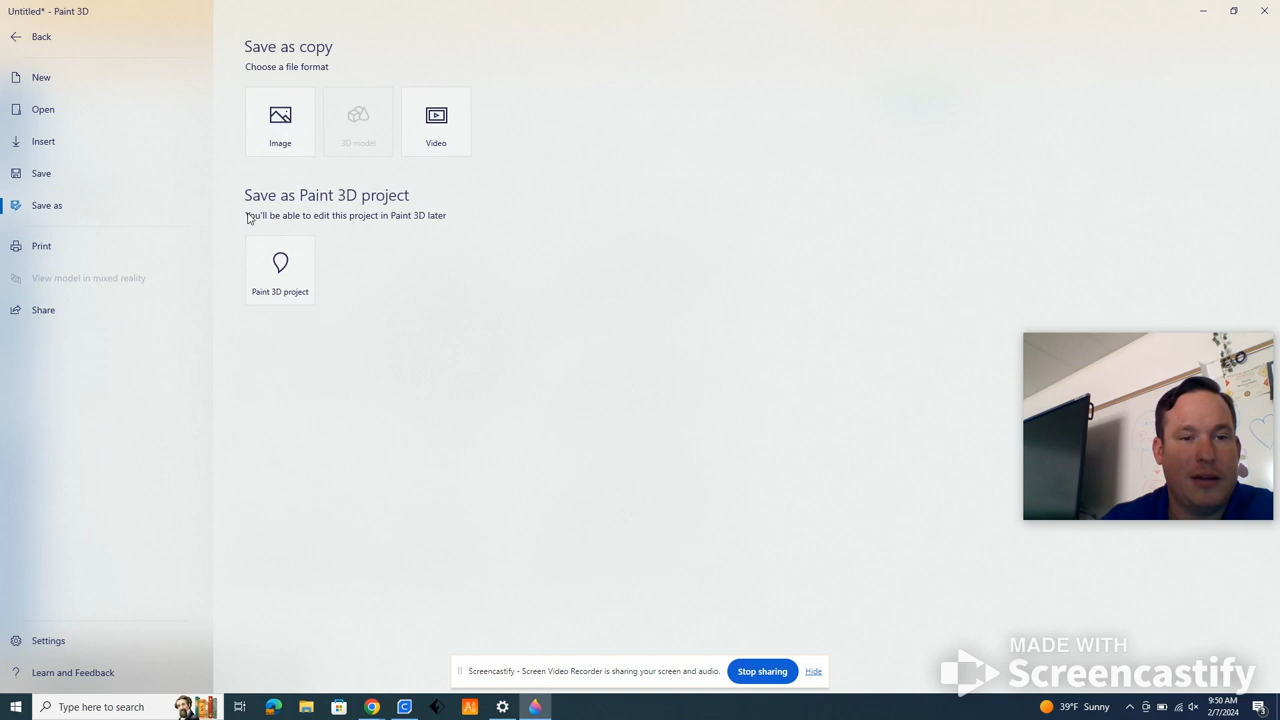 Untitled* - Paint 3D
Back
New
Open
Insert
Save
Save as
Print
View model in mixed reality
Share
Settings
Learn and Feedback
Save as copy
Choose a file format
Image
3D model
Video
Save as Paint 3D project
You'll be able to edit this project in Paint 3D later
Paint 3D project
MADE WITH
Screencastify
Screencastify - Screen Video Recorder is sharing your screen and audio.
Stop sharing
Hide
Type here to search
Ai
39°F Sunny
9:50 AM
2/7/2024
3